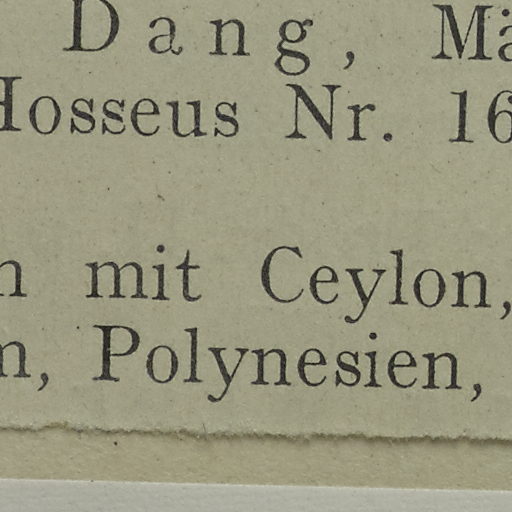 Dang, Mä
Hosseus Nr. 16
n mit Ceylon,
n, Polynesien,